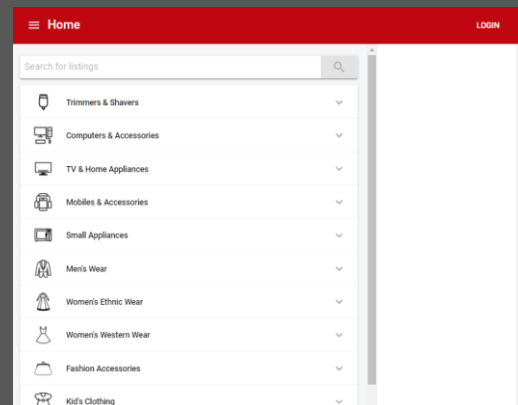 Home
LOGIN
Search for listings
Trimmers & Shavers
Computers & Accessories
TV & Home Appliances
Mobiles & Accessories
Small Appliances
Men's Wear
Women's Ethnic Wear
Women's Western Wear
Fashion Accessories
Kid's Clothing